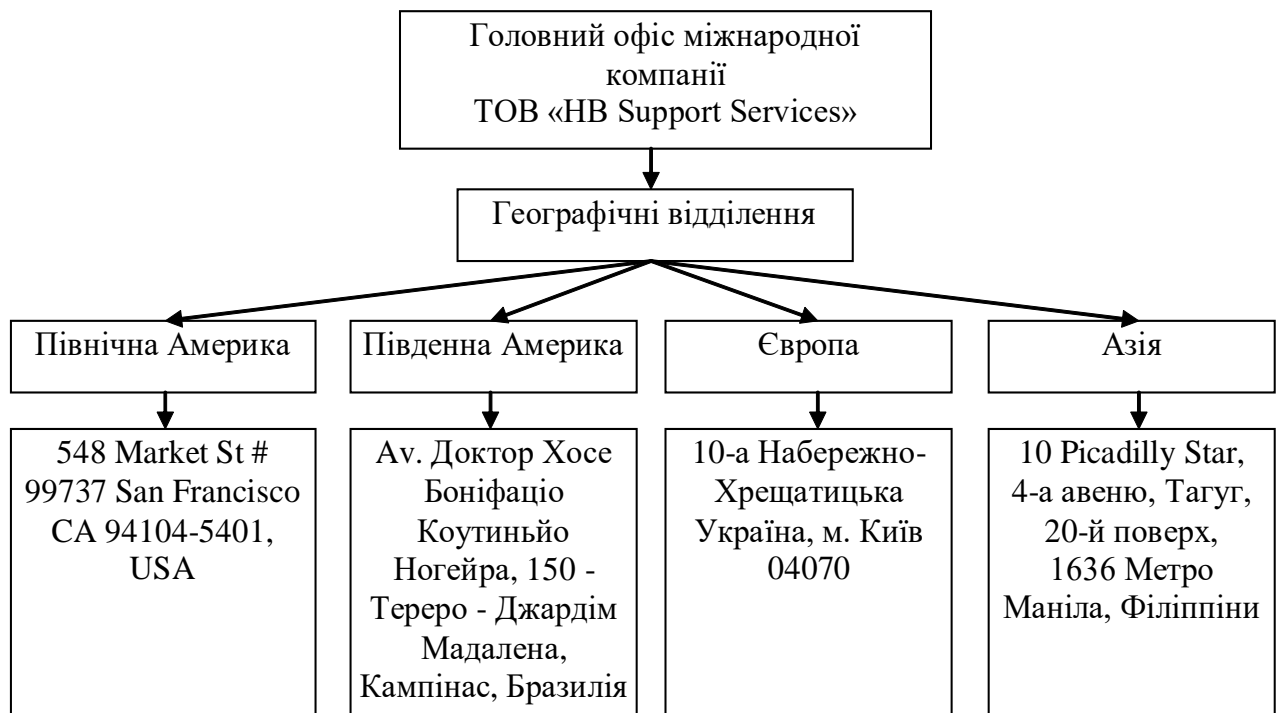 Головний офіс міжнародної
компанії
ТОВ «HB Support Services»
Географічні відділення
Північна Америка
Південна Америка
Європа
Азія
548 Market St #
99737 San Francisco
CA 94104-5401,
USA
Av. Доктор Хосе
Боніфаціо
Коутиньйо
Ногейра, 150 -
Тереро - Джардім
Мадалена,
Кампінас, Бразилія
10-а Набережно-
Хрещатицька
Україна, м. Київ
04070
10 Picadilly Star,
4-а авеню, Тагуг,
20-й поверх,
1636 Метро
Маніла, Філіппіни